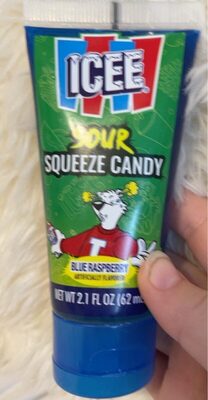 ICEE
SOUR
SQUEEZE CANDY
T
BLUE RASPBERRY
ARTIFICIALLY FLAVORED
NET WT 2.1 FL OZ (62 m